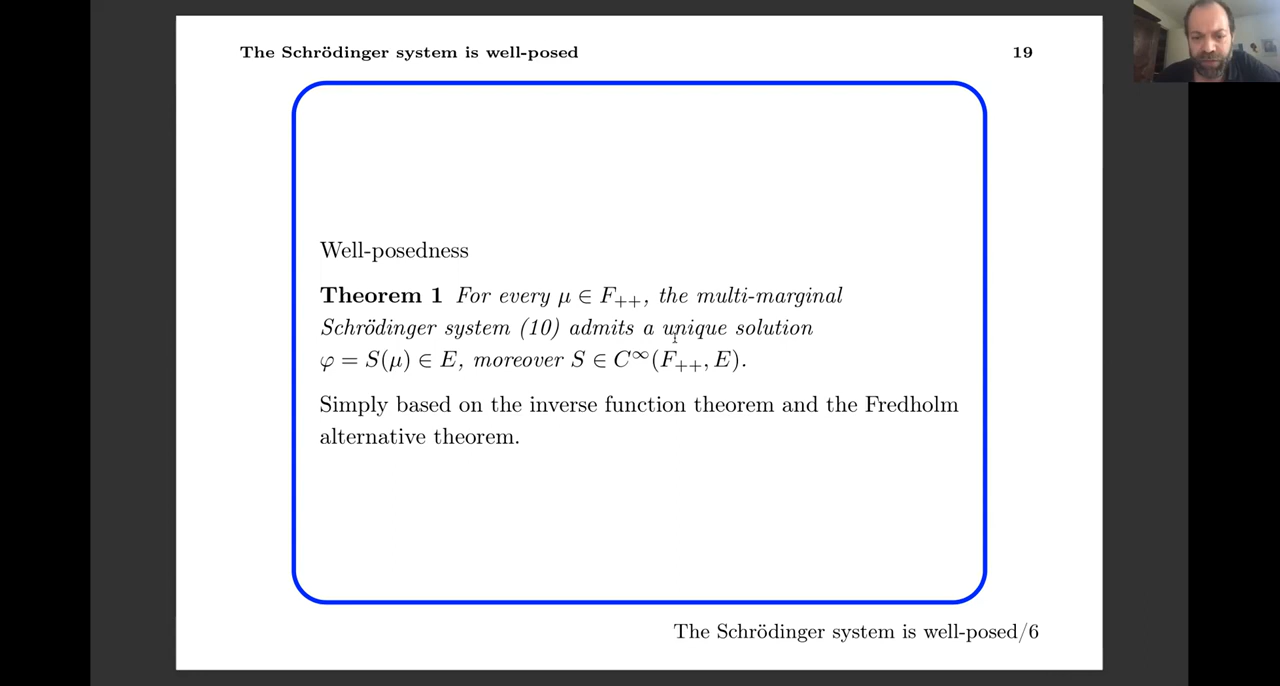 The Schrödinger system is well-posed 19
Well-posedness
Theorem 1 For every μ ∈ F₊₊, the multi-marginal
Schrödinger system (10) admits a unique solution
φ = S(μ) ∈ E, moreover S ∈ C^∞(F₊₊, E).
Simply based on the inverse function theorem and the Fredholm
alternative theorem.
The Schrödinger system is well-posed/6